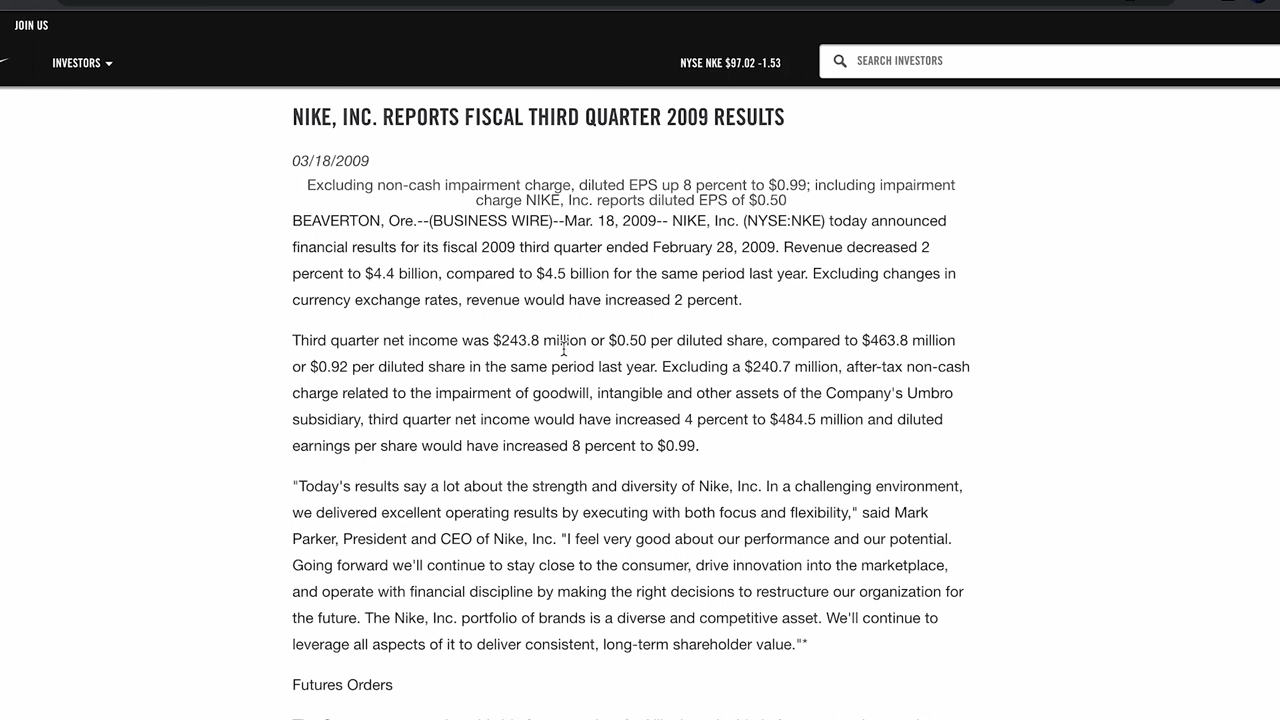 JOIN US
INVESTORS
NYSE NKE $97.02 -1.53
SEARCH INVESTORS
NIKE, INC. REPORTS FISCAL THIRD QUARTER 2009 RESULTS
03/18/2009
Excluding non-cash impairment charge, diluted EPS up 8 percent to $0.99; including impairment
charge NIKE, Inc. reports diluted EPS of $0.50
BEAVERTON, Ore.--(BUSINESS WIRE)--Mar. 18, 2009-- NIKE, Inc. (NYSE:NKE) today announced
financial results for its fiscal 2009 third quarter ended February 28, 2009. Revenue decreased 2
percent to $4.4 billion, compared to $4.5 billion for the same period last year. Excluding changes in
currency exchange rates, revenue would have increased 2 percent.
Third quarter net income was $243.8 million or $0.50 per diluted share, compared to $463.8 million
or $0.92 per diluted share in the same period last year. Excluding a $240.7 million, after-tax non-cash
charge related to the impairment of goodwill, intangible and other assets of the Company's Umbro
subsidiary, third quarter net income would have increased 4 percent to $484.5 million and diluted
earnings per share would have increased 8 percent to $0.99.
"Today's results say a lot about the strength and diversity of Nike, Inc. In a challenging environment,
we delivered excellent operating results by executing with both focus and flexibility," said Mark
Parker, President and CEO of Nike, Inc. "I feel very good about our performance and our potential.
Going forward we'll continue to stay close to the consumer, drive innovation into the marketplace,
and operate with financial discipline by making the right decisions to restructure our organization for
the future. The Nike, Inc. portfolio of brands is a diverse and competitive asset. We'll continue to
leverage all aspects of it to deliver consistent, long-term shareholder value."*
Futures Orders